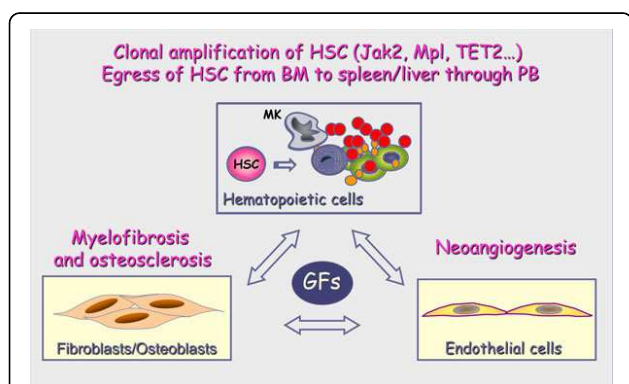 Clonal amplification of HSC (Jak2, Mpl, TET2...)
Egress of HSC from BM to spleen/liver through PB
MK
HSC
Hematopoietic cells
Myelofibrosis
and osteosclerosis
Neoangiogenesis
GFs
Fibroblasts/Osteoblasts
Endothelial cells